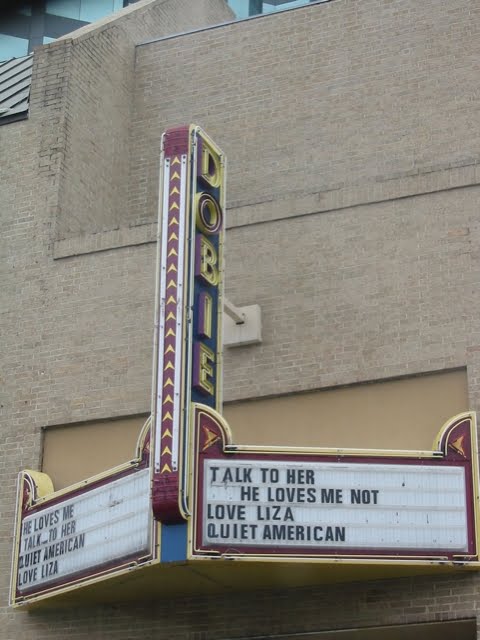 DOBIE
TALK TO HER
HE LOVES ME NOT
LOVE LIZA
QUIET AMERICAN
HE LOVES ME
TALK TO HER
QUIET AMERICAN
LOVE LIZA